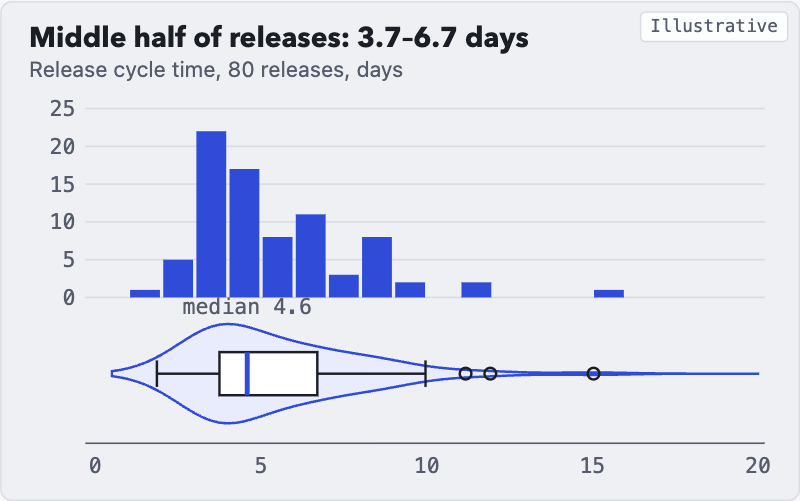 Middle half of releases: 3.7–6.7 days
Illustrative
Release cycle time, 80 releases, days
25
20
15
10
5
0
median 4.6
0 5 10 15 20